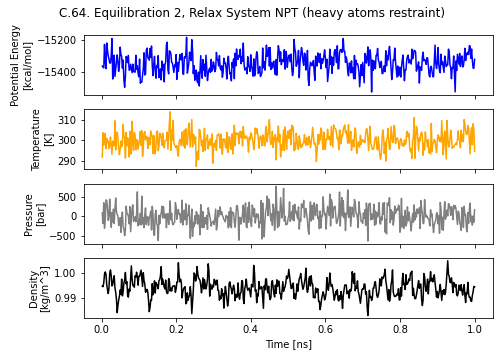 C.64. Equilibration 2, Relax System NPT (heavy atoms restraint)
Potential Energy
[kcal/mol]
−15200
−15400
Temperature
[K]
310
300
290
Pressure
[bar]
500
0
−500
Density
[kg/m^3]
1.00
0.99
0.0 0.2 0.4 0.6 0.8 1.0
Time [ns]